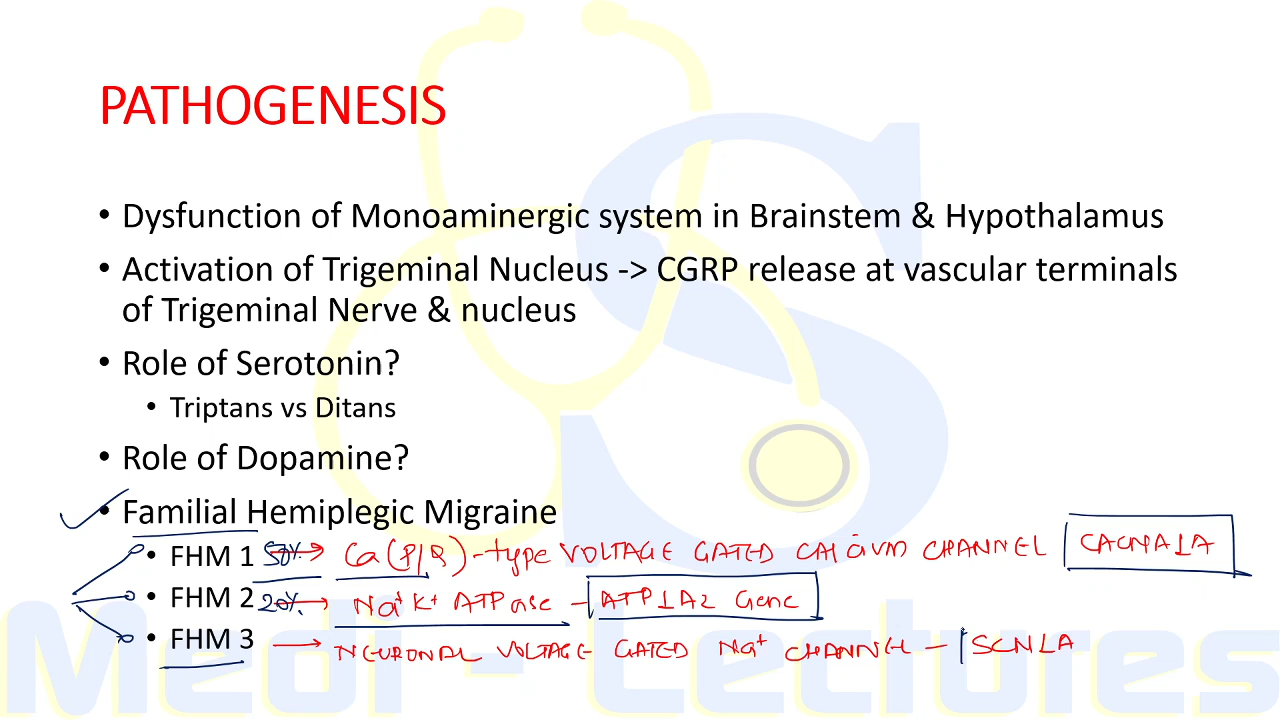 PATHOGENESIS
• Dysfunction of Monoaminergic system in Brainstem & Hypothalamus
• Activation of Trigeminal Nucleus -> CGRP release at vascular terminals
of Trigeminal Nerve & nucleus
• Role of Serotonin?
• Triptans vs Ditans
• Role of Dopamine?
• Familial Hemiplegic Migraine
• FHM 1 50% → Ca (P/Q) - type VOLTAGE GATED CALCIUM CHANNEL CACNA1A
• FHM 2 20% → Na+ K+ ATPase - ATP1A2 Gene
• FHM 3 → NEURONAL VOLTAGE GATED Na+ CHANNEL - SCN1A
Medi - Lectures